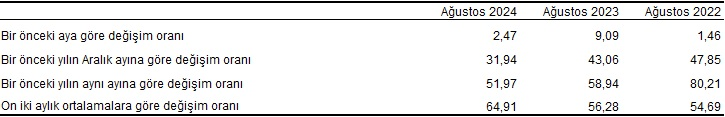 Ağustos 2024 Ağustos 2023 Ağustos 2022
Bir önceki aya göre değişim oranı 2,47 9,09 1,46
Bir önceki yılın Aralık ayına göre değişim oranı 31,94 43,06 47,85
Bir önceki yılın aynı ayına göre değişim oranı 51,97 58,94 80,21
On iki aylık ortalamalara göre değişim oranı 64,91 56,28 54,69